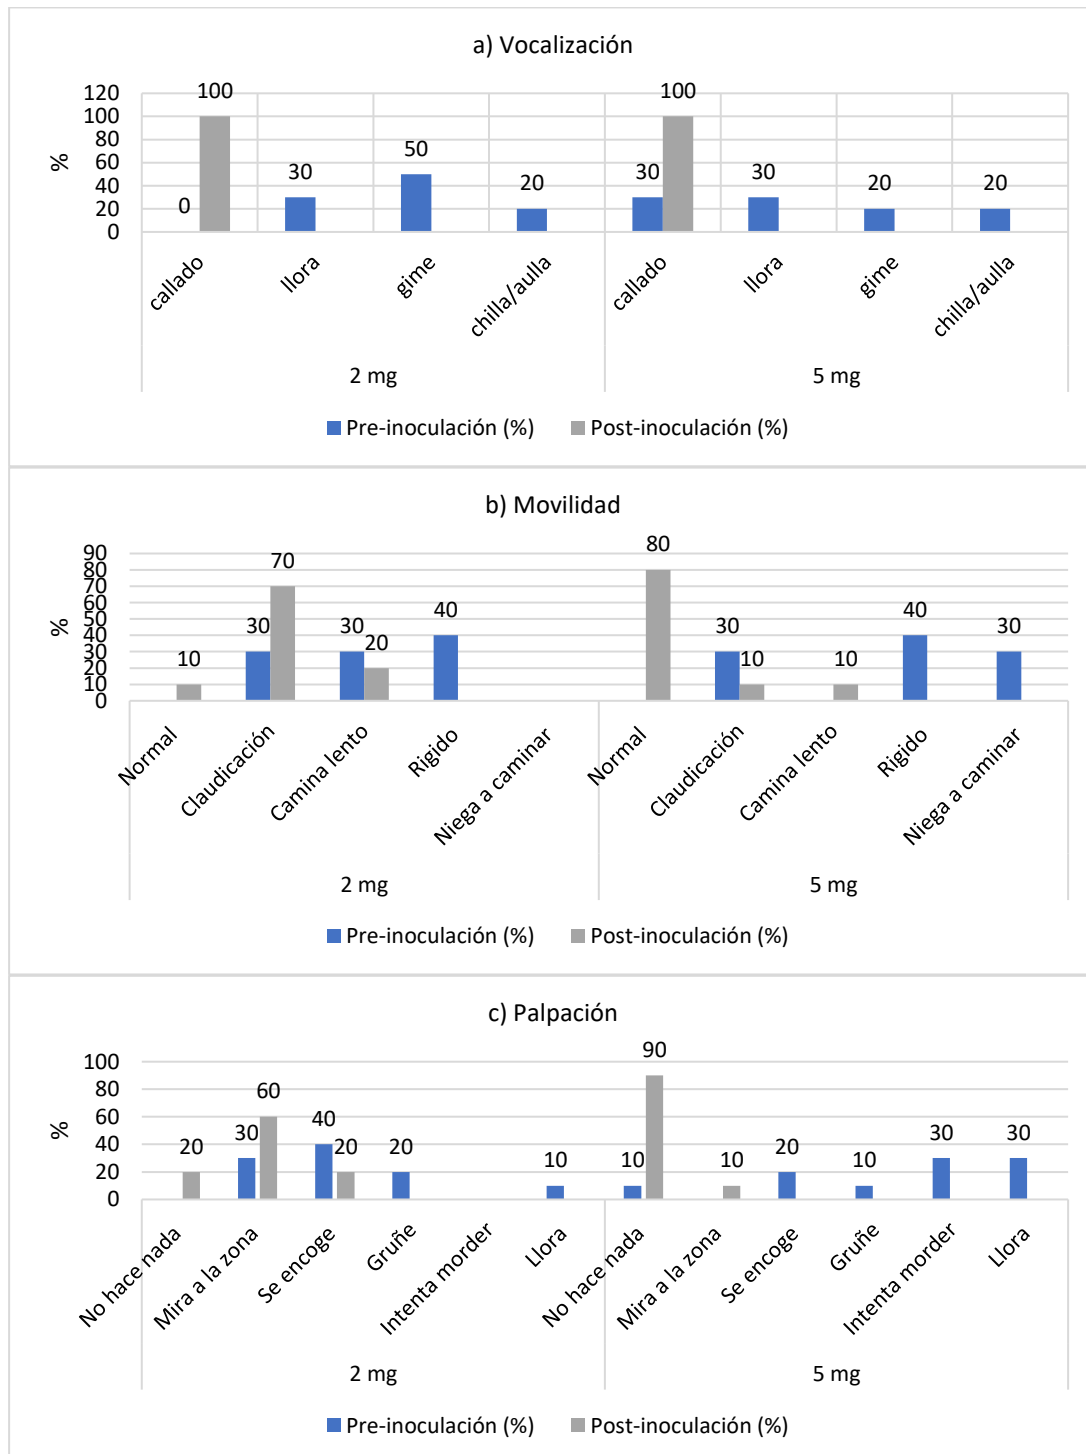 a) Vocalización
120
100
80
60
40
20
0
%
0
100
30
50
20
30
100
30
20
20
callado
llora
gime
chilla/aulla
callado
llora
gime
chilla/aulla
2 mg
5 mg
Pre-inoculación (%)
Post-inoculación (%)
b) Movilidad
90
80
70
60
50
40
30
20
10
0
%
10
30
70
30
20
40
80
30
10
10
40
30
Normal
Claudicación
Camina lento
Rigido
Niega a caminar
Normal
Claudicación
Camina lento
Rigido
Niega a caminar
2 mg
5 mg
Pre-inoculación (%)
Post-inoculación (%)
c) Palpación
100
80
60
40
20
0
%
20
30
60
40
20
20
10
10
90
10
20
10
30
30
No hace nada
Mira a la zona
Se encoge
Gruñe
Intenta morder
Llora
No hace nada
Mira a la zona
Se encoge
Gruñe
Intenta morder
Llora
2 mg
5 mg
Pre-inoculación (%)
Post-inoculación (%)